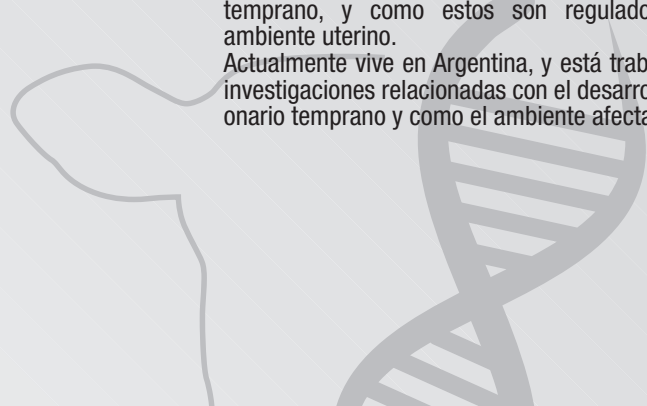 temprano, y como estos son regulado
ambiente uterino.
Actualmente vive en Argentina, y está trab
investigaciones relacionadas con el desarro
onario temprano y como el ambiente afecta